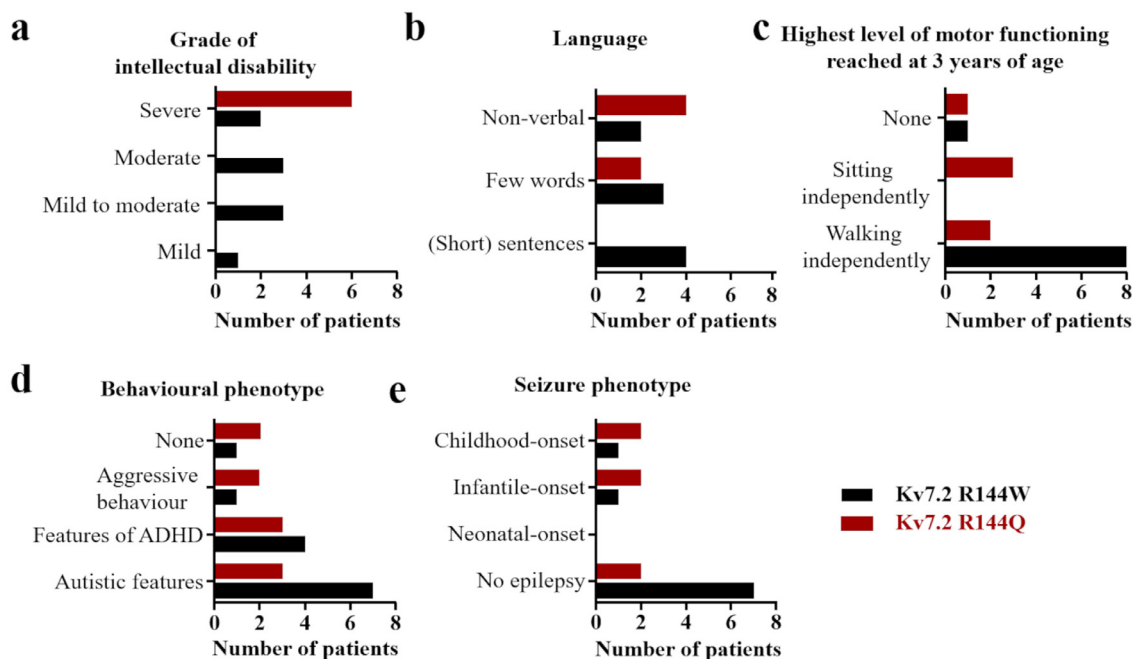 a
Grade of
intellectual disability
Severe
Moderate
Mild to moderate
Mild
0 2 4 6 8
Number of patients
b
Language
Non-verbal
Few words
(Short) sentences
0 2 4 6 8
Number of patients
c
Highest level of motor functioning
reached at 3 years of age
None
Sitting
independently
Walking
independently
0 2 4 6 8
Number of patients
d
Behavioural phenotype
None
Aggressive
behaviour
Features of ADHD
Autistic features
0 2 4 6 8
Number of patients
e
Seizure phenotype
Childhood-onset
Infantile-onset
Neonatal-onset
No epilepsy
0 2 4 6 8
Number of patients
Kv7.2 R144W
Kv7.2 R144Q